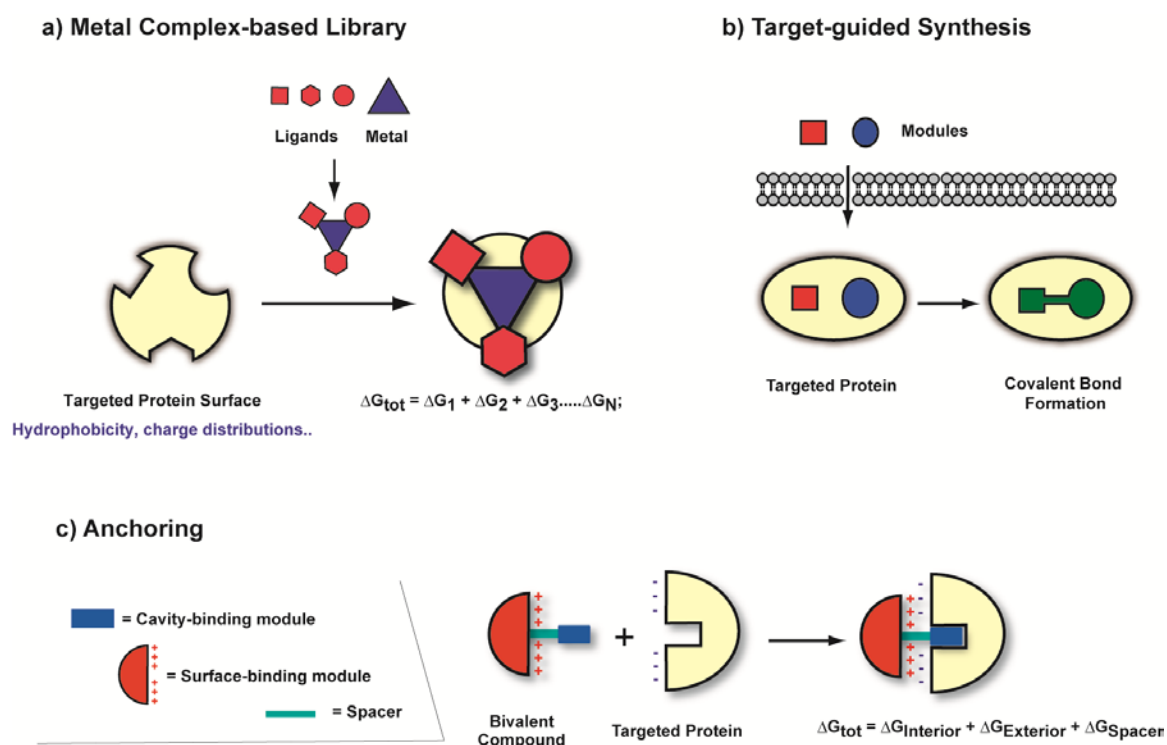 a) Metal Complex-based Library
Ligands Metal
Targeted Protein Surface
Hydrophobicity, charge distributions..
ΔGtot = ΔG1 + ΔG2 + ΔG3.....ΔGN;
b) Target-guided Synthesis
Modules
Targeted Protein
Covalent Bond
Formation
c) Anchoring
= Cavity-binding module
+
+
+
+
+
+
= Surface-binding module
= Spacer
+
+
+
+
+
+
Bivalent
Compound
+
-
-
-
-
-
-
Targeted Protein
+
+
+
+
+
+
-
-
-
-
-
-
ΔGtot = ΔGInterior + ΔGExterior + ΔGSpacer